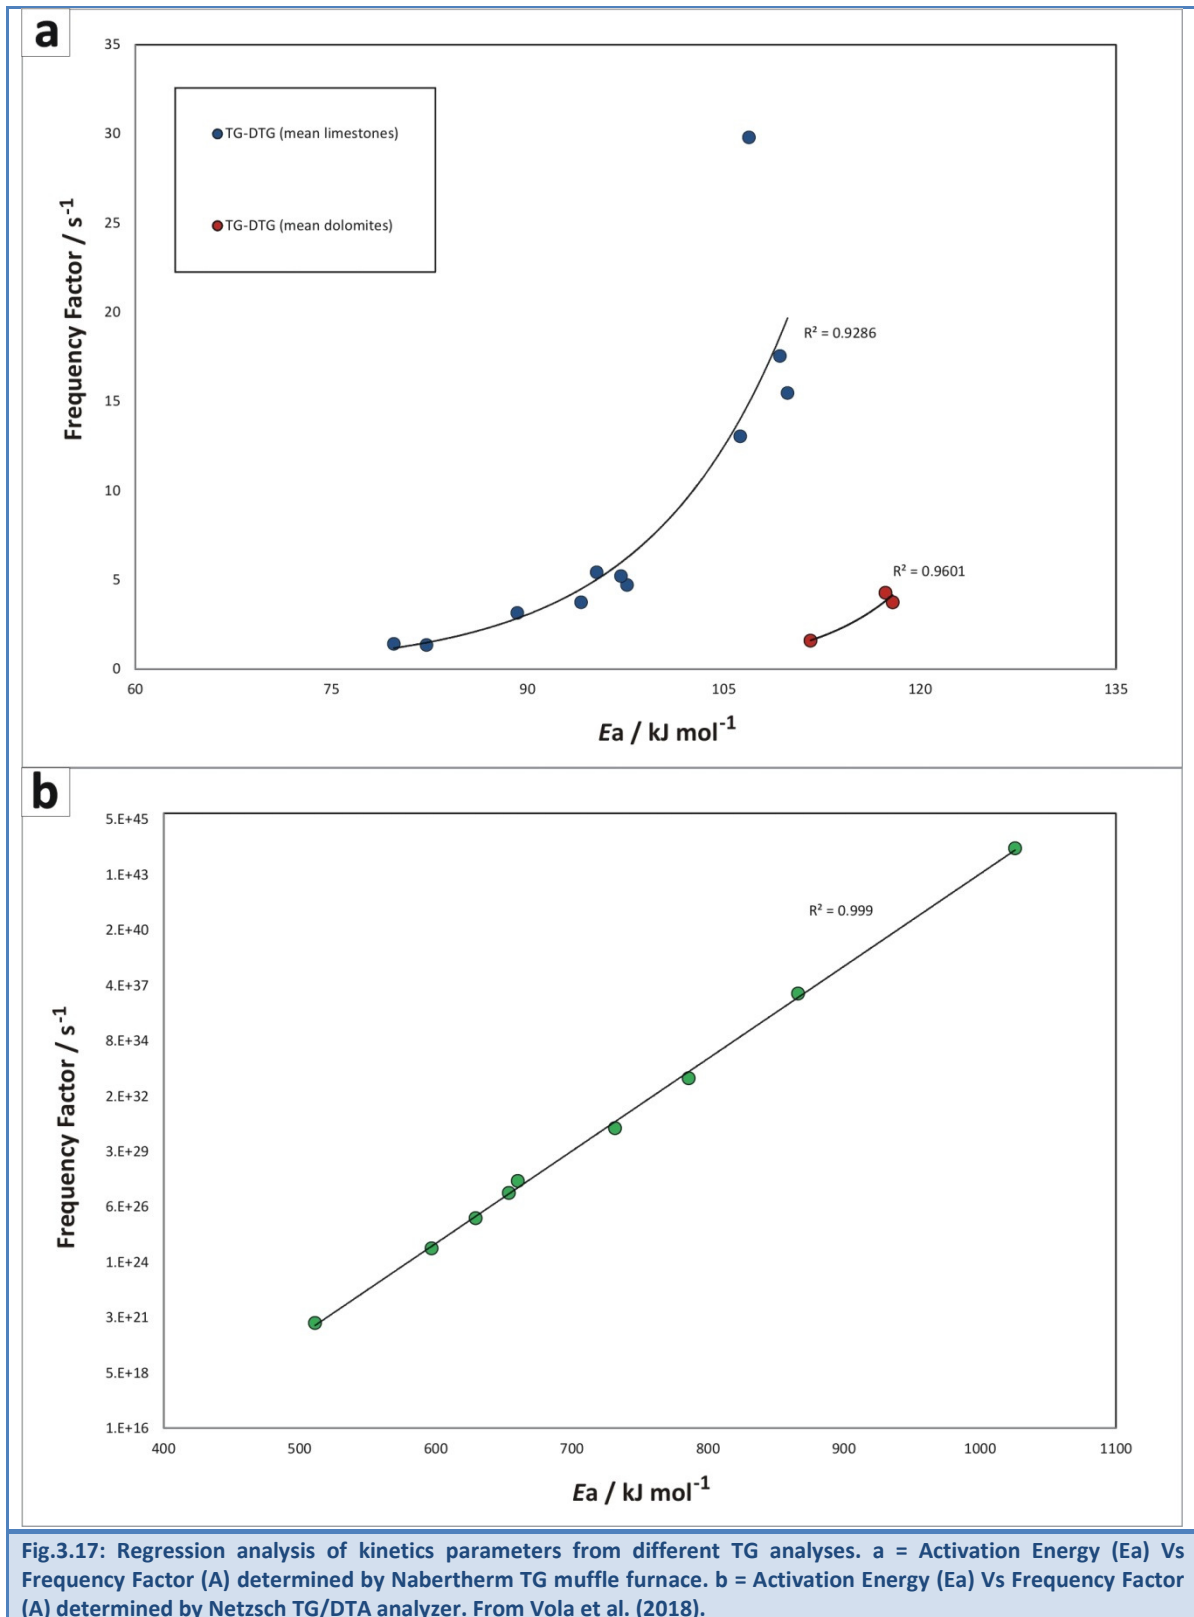 a
35
30
25
20
15
10
5
0
Frequency Factor / s⁻¹
TG-DTG (mean limestones)
TG-DTG (mean dolomites)
R² = 0.9286
R² = 0.9601
60 75 90 105 120 135
Ea / kJ mol⁻¹
b
5.E+45
1.E+43
2.E+40
4.E+37
8.E+34
2.E+32
3.E+29
6.E+26
1.E+24
3.E+21
5.E+18
1.E+16
Frequency Factor / s⁻¹
R² = 0.999
400 500 600 700 800 900 1000 1100
Ea / kJ mol⁻¹
Fig.3.17: Regression analysis of kinetics parameters from different TG analyses. a = Activation Energy (Ea) Vs
Frequency Factor (A) determined by Nabertherm TG muffle furnace. b = Activation Energy (Ea) Vs Frequency Factor
(A) determined by Netzsch TG/DTA analyzer. From Vola et al. (2018).